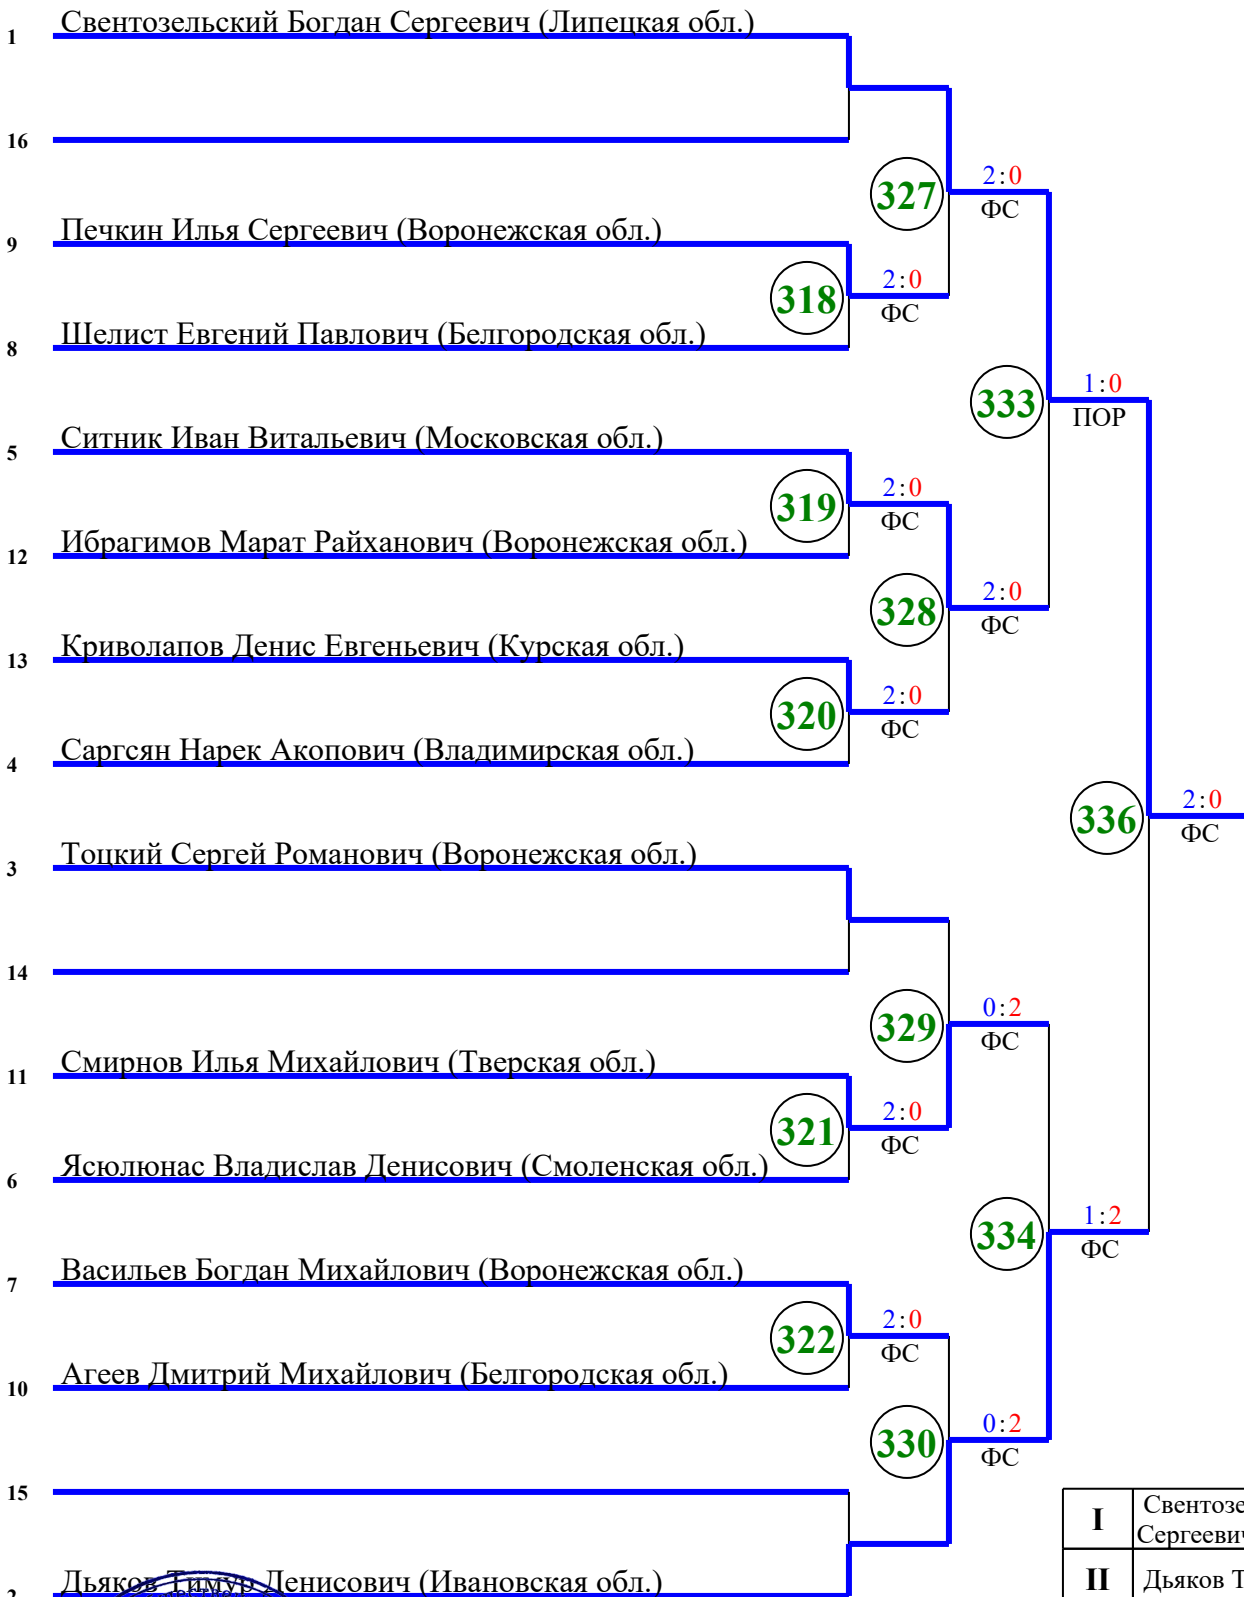 Свентозельский Богдан Сергеевич (Липецкая обл.)
1
16
327
2:0
ФС
Печкин Илья Сергеевич (Воронежская обл.)
9
318
2:0
ФС
Шелист Евгений Павлович (Белгородская обл.)
8
333
1:0
ПОР
Ситник Иван Витальевич (Московская обл.)
5
319
2:0
ФС
Ибрагимов Марат Райханович (Воронежская обл.)
12
328
2:0
ФС
Криволапов Денис Евгеньевич (Курская обл.)
13
320
2:0
ФС
Саргсян Нарек Акопович (Владимирская обл.)
4
336
2:0
ФС
Тоцкий Сергей Романович (Воронежская обл.)
3
14
329
0:2
ФС
Смирнов Илья Михайлович (Тверская обл.)
11
321
2:0
ФС
Ясюлюнас Владислав Денисович (Смоленская обл.)
6
334
1:2
ФС
Васильев Богдан Михайлович (Воронежская обл.)
7
322
2:0
ФС
Агеев Дмитрий Михайлович (Белгородская обл.)
10
330
0:2
ФС
15
I
Свентозе
Сергеевич
Дьяков Тимур Денисович (Ивановская обл.)
II
Дьяков Т